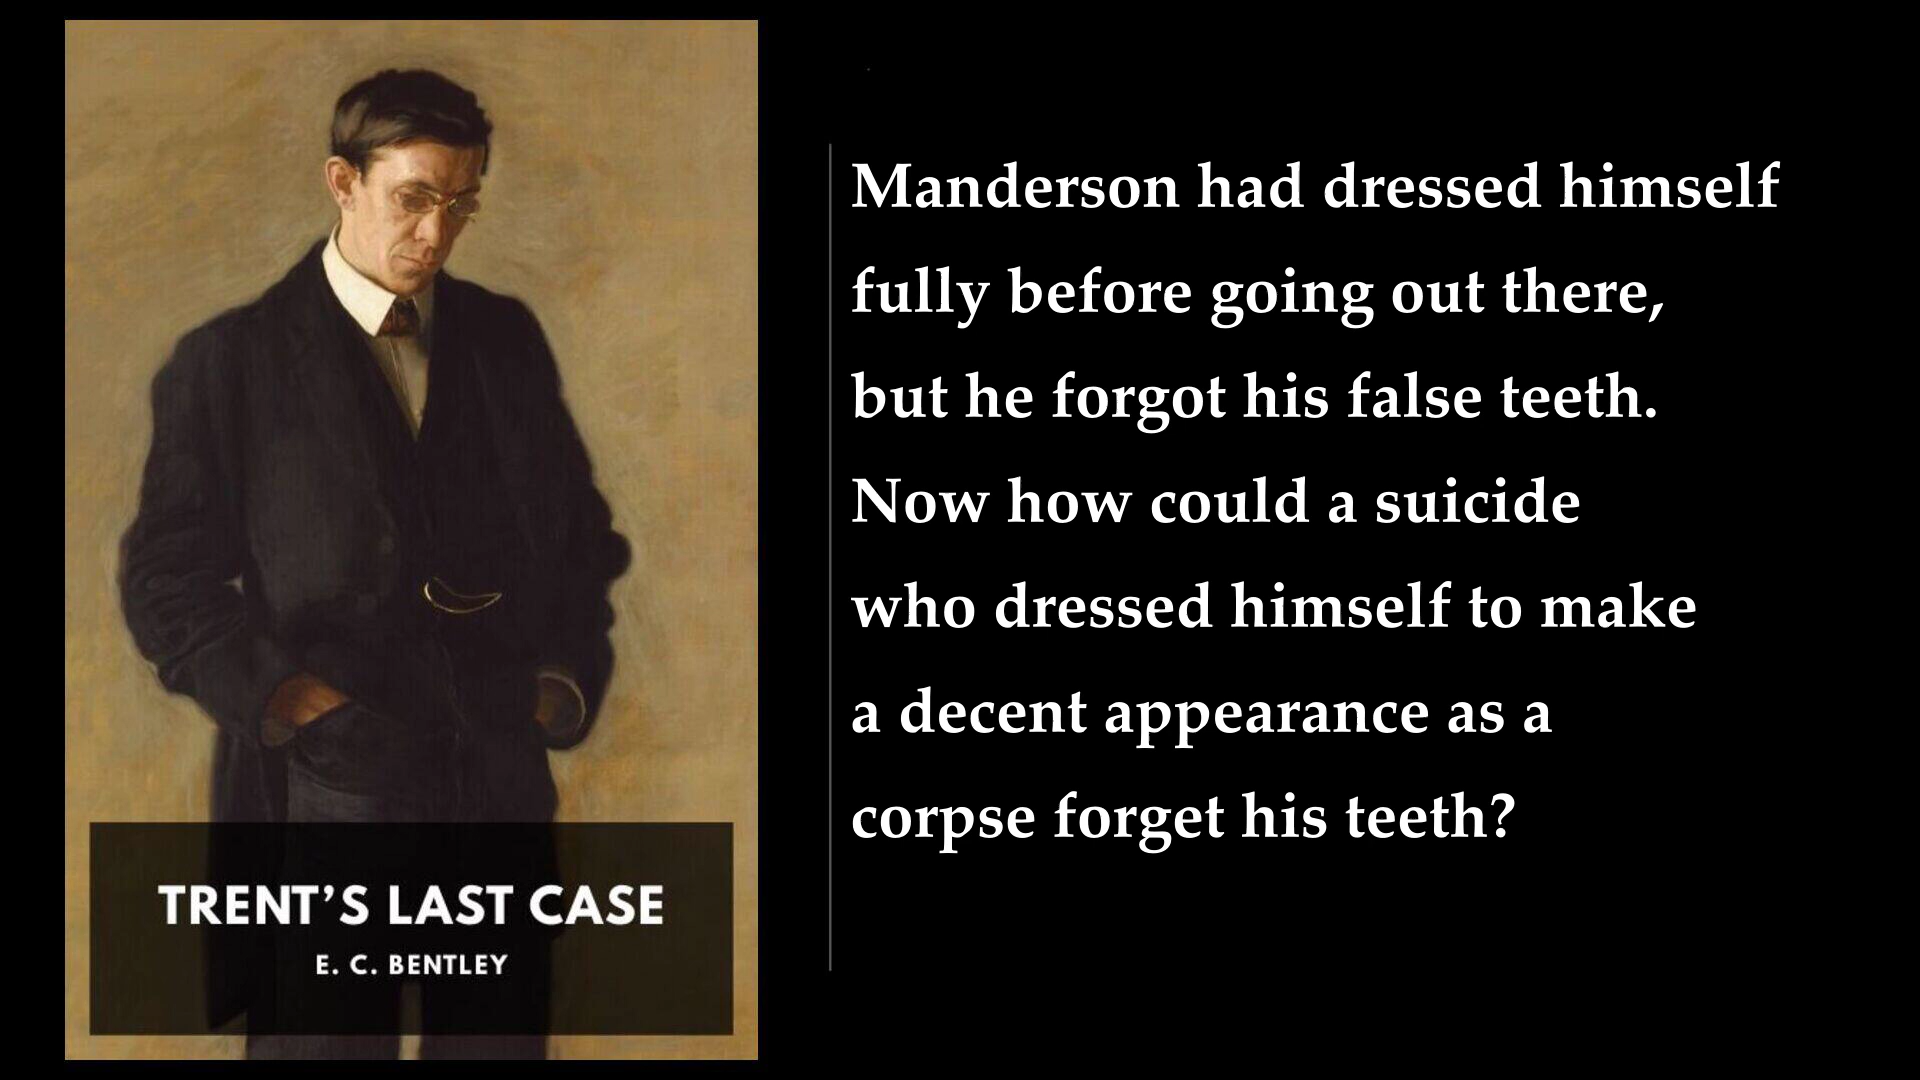 Manderson had dressed himself
fully before going out there,
but he forgot his false teeth.
Now how could a suicide
who dressed himself to make
a decent appearance as a
corpse forget his teeth?
TRENT’S LAST CASE
E. C. BENTLEY